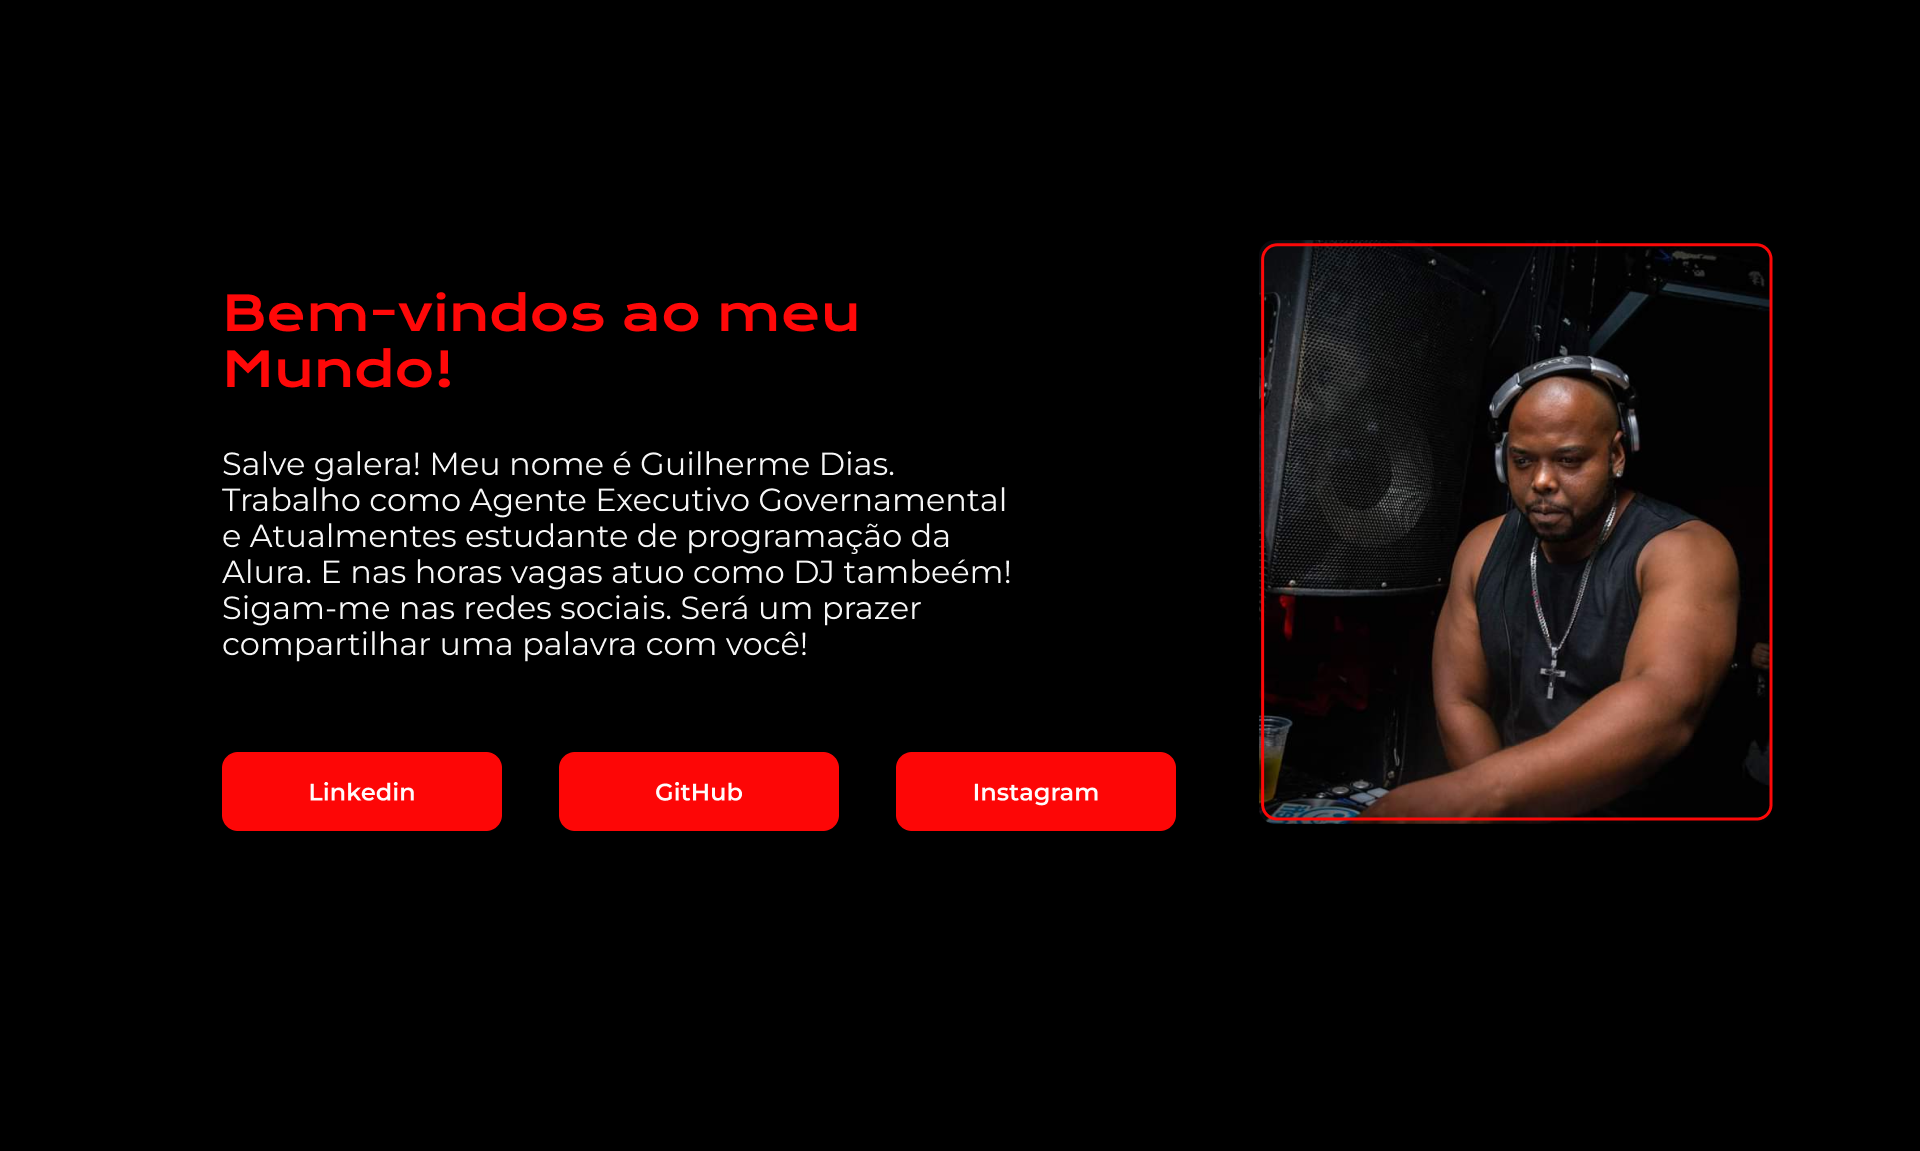 Bem-vindos ao meu
Mundo!
Salve galera! Meu nome é Guilherme Dias.
Trabalho como Agente Executivo Governamental
e Atualmentes estudante de programação da
Alura. E nas horas vagas atuo como DJ tambeém!
Sigam-me nas redes sociais. Será um prazer
compartilhar uma palavra com você!
Linkedin
GitHub
Instagram